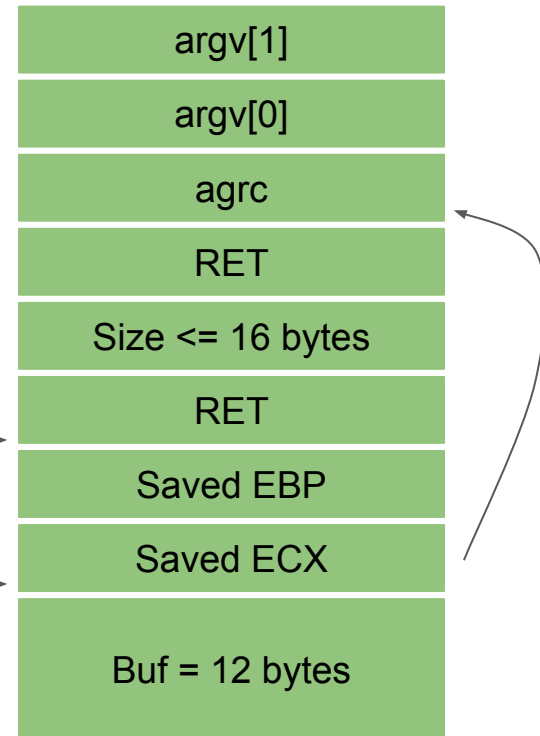 argv[1]
argv[0]
agrc
RET
Size <= 16 bytes
RET
Saved EBP
Saved ECX
Buf = 12 bytes